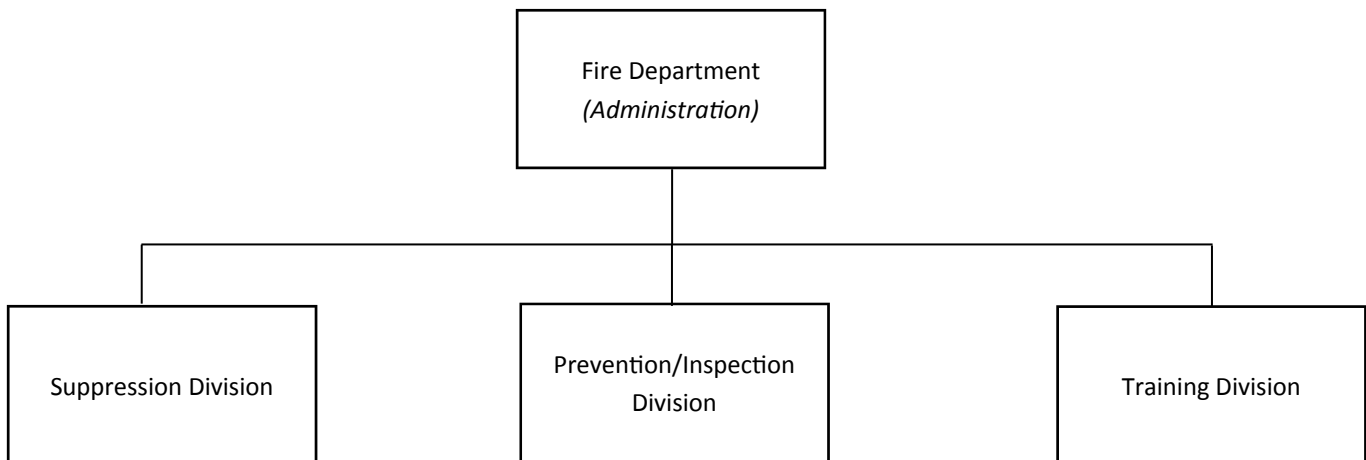 Fire Department
(Administration)
Suppression Division
Prevention/Inspection
Division
Training Division